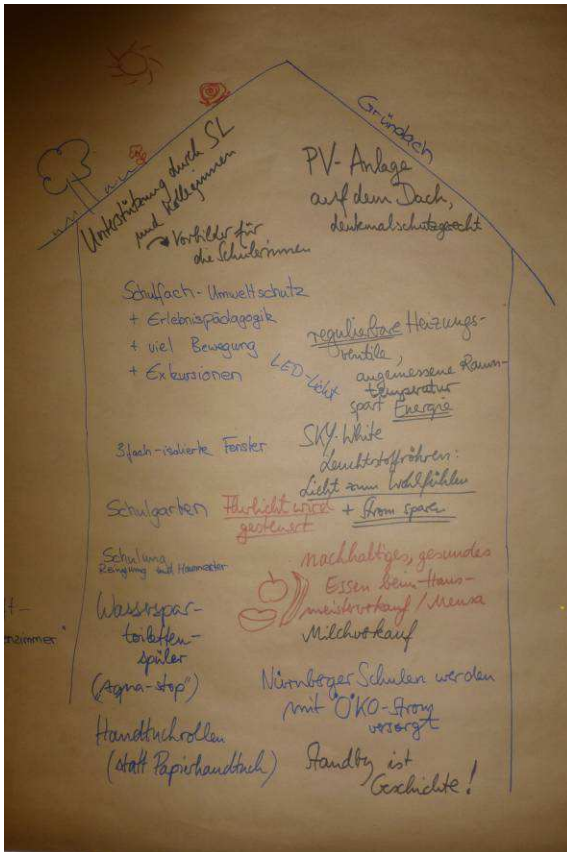 Gründach
Unterstützung durch SL
und Kolleginnen
→ Vorbilder für
die Schülerinnen
PV-Anlage
auf dem Dach,
denkmalschutzgerecht
Schulfach-Umweltschutz
+ Erlebnispädagogik
+ viel Bewegung
+ Exkursionen
LED-Licht
regulierbare Heizungs-
ventile,
angemessene Raum-
temperatur
spart Energie
3fach-isolierte Fenster
SKY-White
Leuchtstoffröhren:
Licht zum Wohlfühlen
+ Strom sparen
Schulgarten
wird
gesteuert
Schulung
Reinigung und Hausmeister
nachhaltiges, gesundes
Essen beim Haus-
meisterverkauf / Mensa
Milchverkauf
Wasserspar-
toiletten-
spüler
("Aqua-stop")
nzimmer"
Nürnberger Schulen werden
mit "ÖKO-Strom
versorgt
Handtuchrollen
(statt Papierhandtuch)
Standby ist
Geschichte!